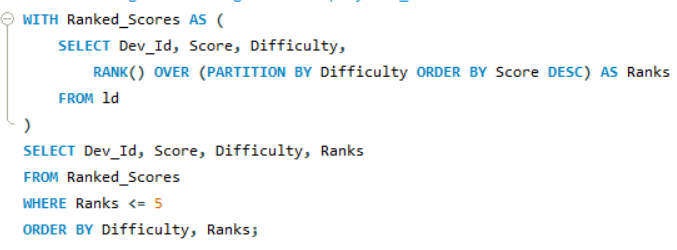 WITH Ranked_Scores AS (
SELECT Dev_Id, Score, Difficulty,
RANK() OVER (PARTITION BY Difficulty ORDER BY Score DESC) AS Ranks
FROM ld
)
SELECT Dev_Id, Score, Difficulty, Ranks
FROM Ranked_Scores
WHERE Ranks <= 5
ORDER BY Difficulty, Ranks;